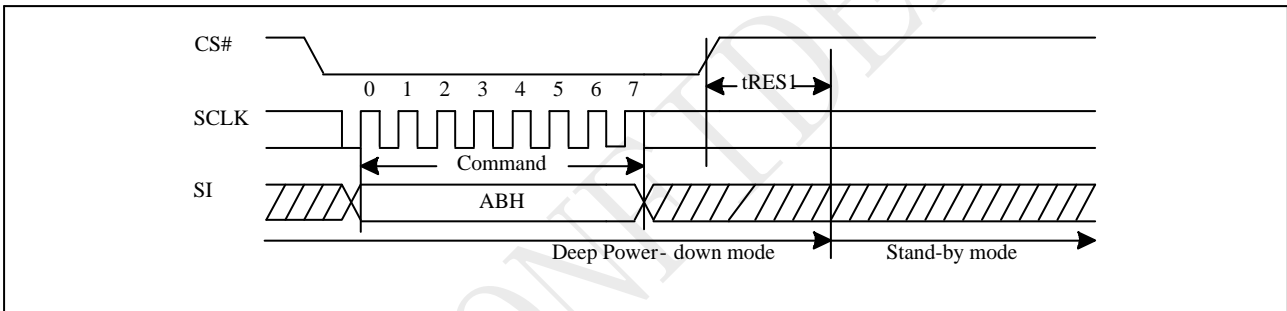 CS#
tRES1
0 1 2 3 4 5 6 7
SCLK
Command
SI
ABH
Deep Power- down mode Stand-by mode